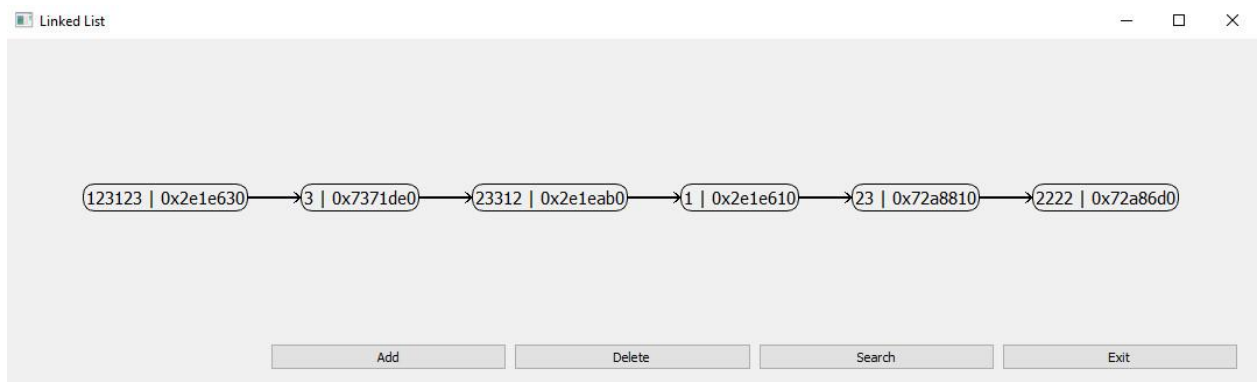 Linked List
123123 | 0x2e1e630 3 | 0x7371de0 23312 | 0x2e1eab0 1 | 0x2e1e610 23 | 0x72a8810 2222 | 0x72a86d0
Add Delete Search Exit